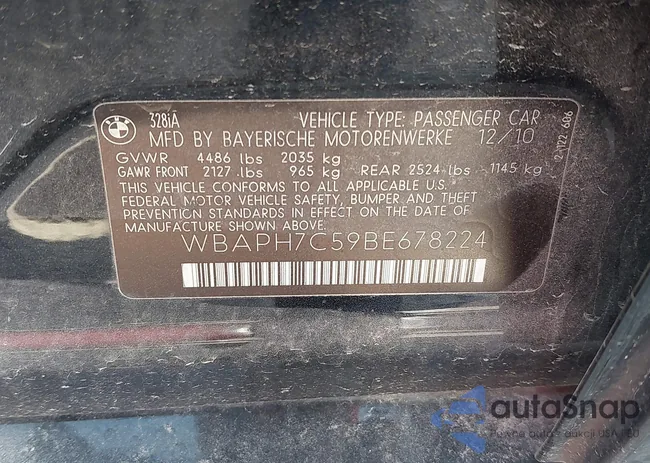 328iA VEHICLE TYPE: PASSENGER CAR
MFD BY BAYERISCHE MOTORENWERKE 12/10
GVWR 4486 lbs 2035 kg
GAWR FRONT 2127 lbs 965 kg REAR 2524 lbs 1145 kg
THIS VEHICLE CONFORMS TO ALL APPLICABLE U.S.
FEDERAL MOTOR VEHICLE SAFETY, BUMPER AND THEFT
PREVENTION STANDARDS IN EFFECT ON THE DATE OF
MANUFACTURE SHOWN ABOVE.
WBAPH7C59BE678224
BMW
autoSnap